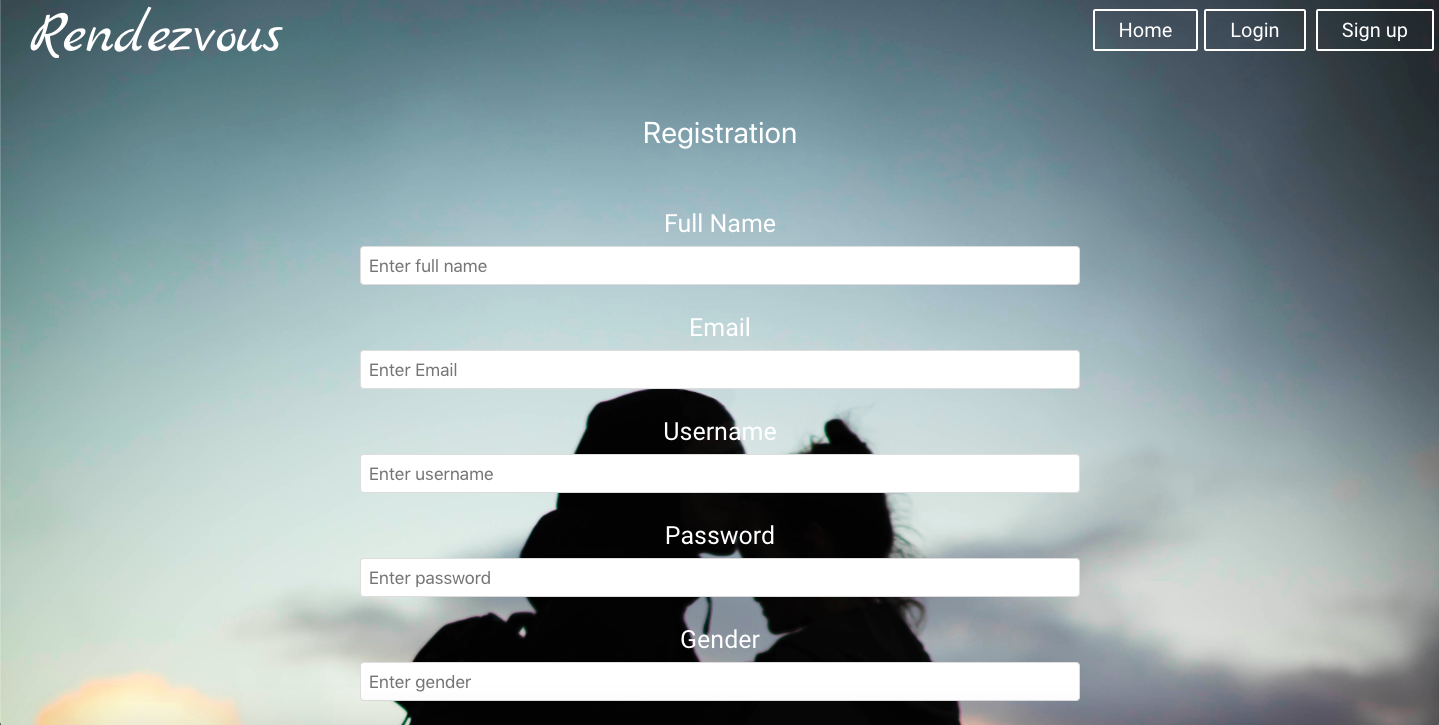 Rendezvous
Home Login Sign up
Registration
Full Name
Enter full name
Email
Enter Email
Username
Enter username
Password
Enter password
Gender
Enter gender